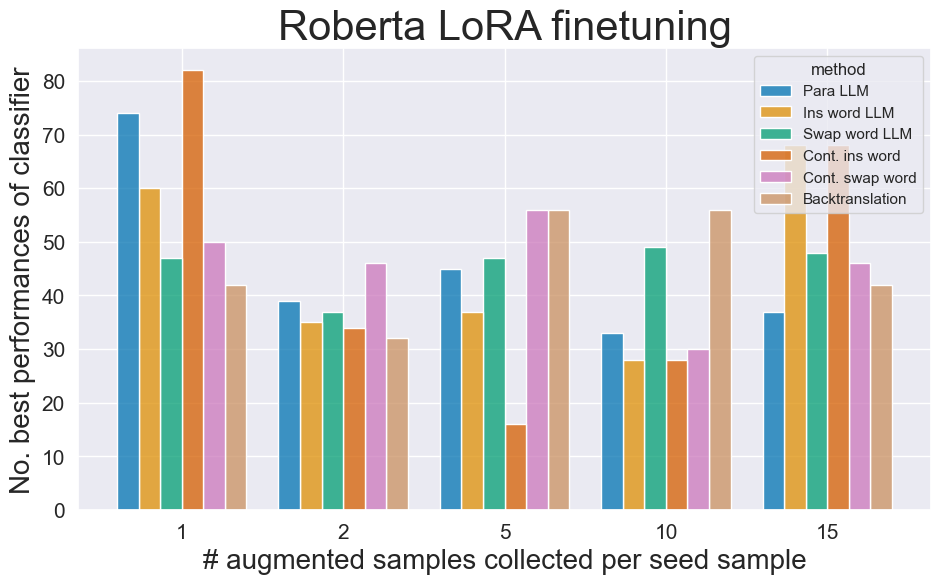 Roberta LoRA finetuning
No. best performances of classifier
80
70
60
50
40
30
20
10
0
method
Para LLM
Ins word LLM
Swap word LLM
Cont. ins word
Cont. swap word
Backtranslation
1
2
5
10
15
# augmented samples collected per seed sample